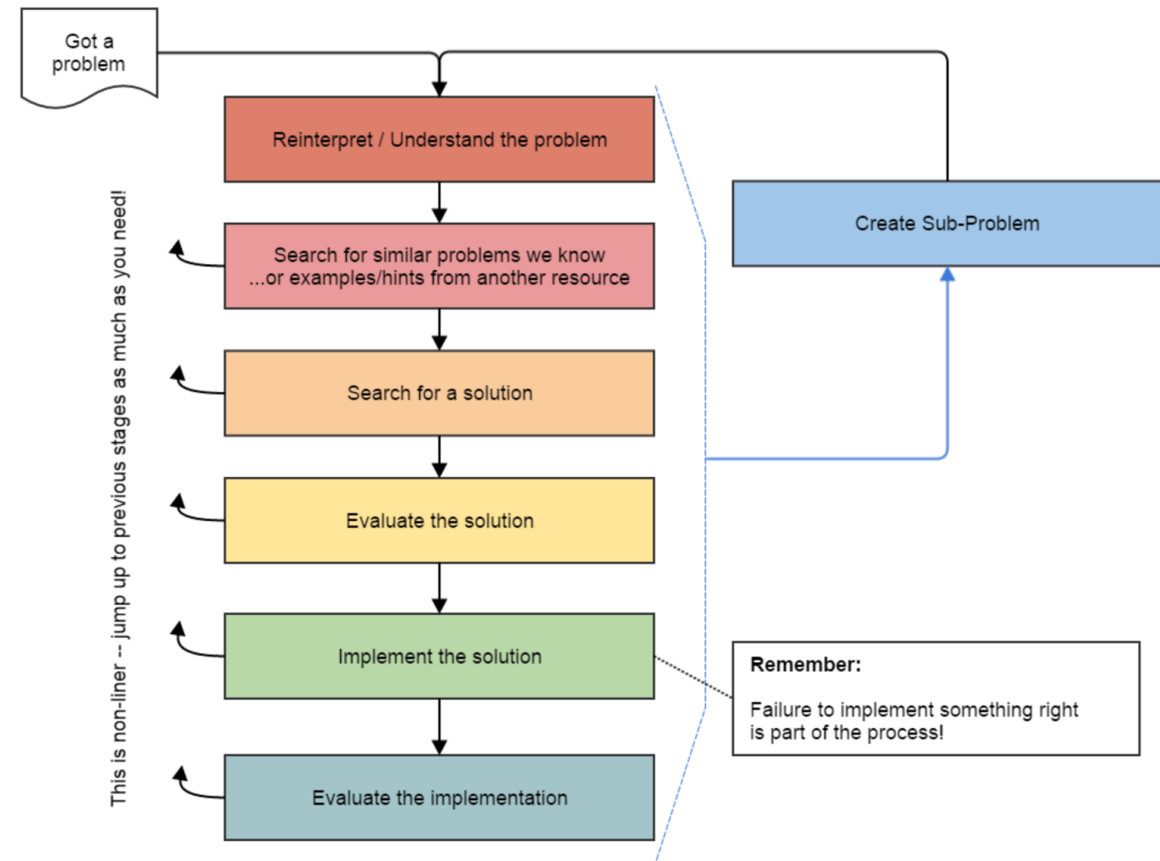 Got a
problem
Reinterpret / Understand the problem
Create Sub-Problem
Search for similar problems we know
...or examples/hints from another resource
Search for a solution
Evaluate the solution
Implement the solution
Remember:
Failure to implement something right
is part of the process!
Evaluate the implementation
This is non-liner -- jump up to previous stages as much as you need!